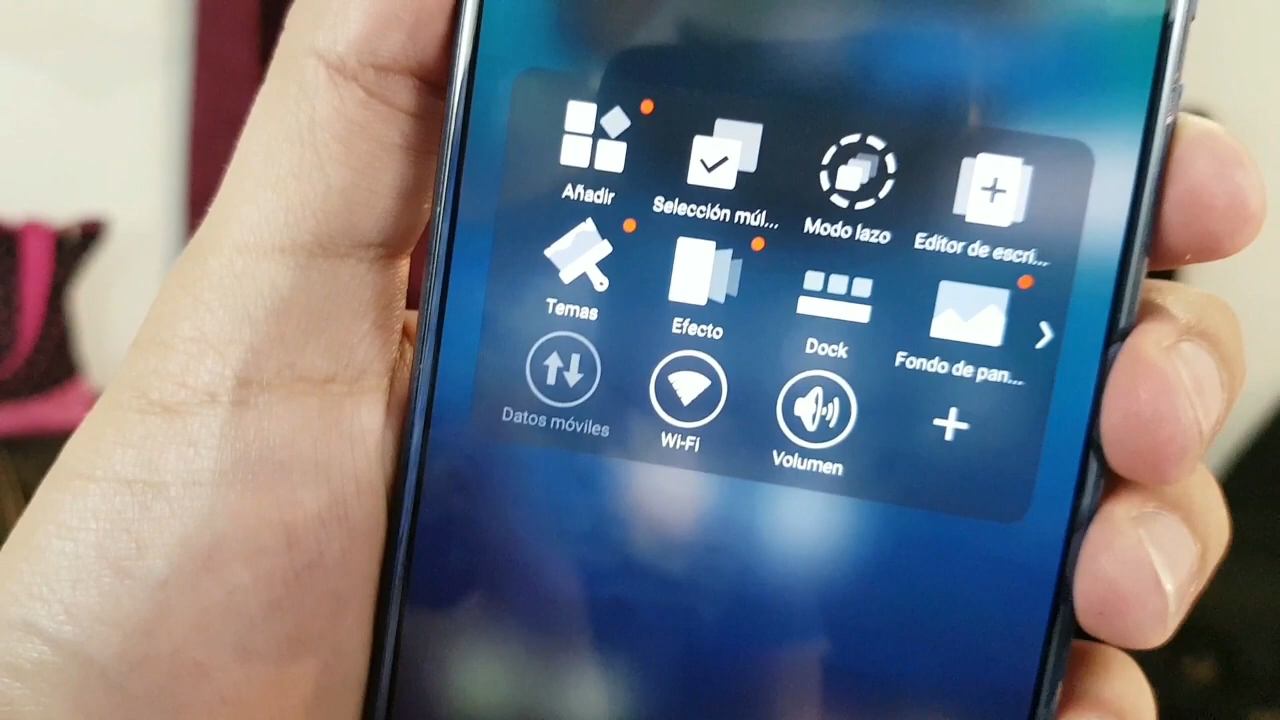 Añadir
Selección múl...
Modo lazo
Editor de escri...
Temas
Efecto
Dock
Fondo de pan...
Datos móviles
Wi-Fi
Volumen